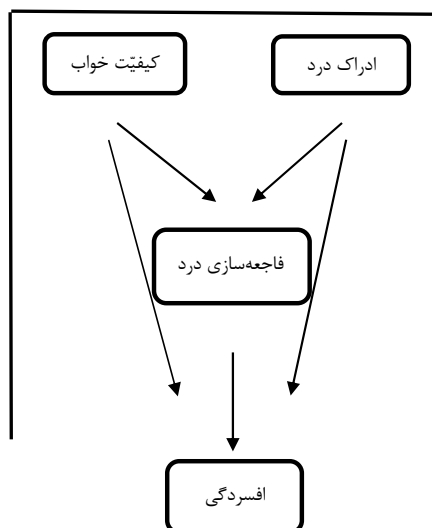 ادراک درد
کیفیّت خواب
فاجعه‌سازی درد
افسردگی